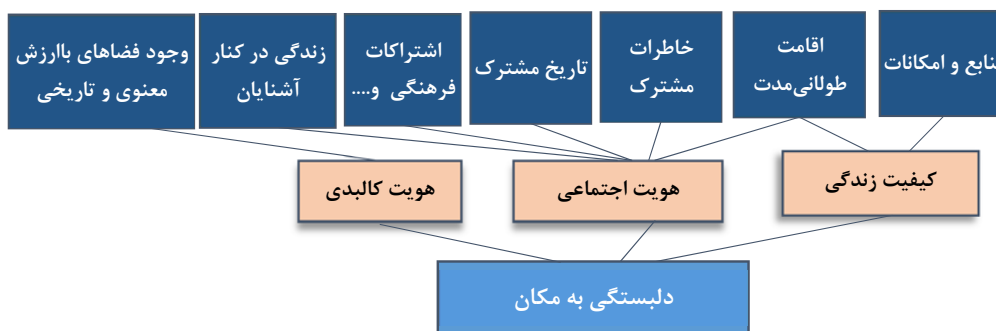 منابع و امکانات
اقامت
طولانی‌مدت
خاطرات
مشترک
تاریخ مشترک
اشتراکات
فرهنگی و....
زندگی در کنار
آشنایان
وجود فضاهای باارزش
معنوی و تاریخی
کیفیت زندگی
هویت اجتماعی
هویت کالبدی
دلبستگی به مکان